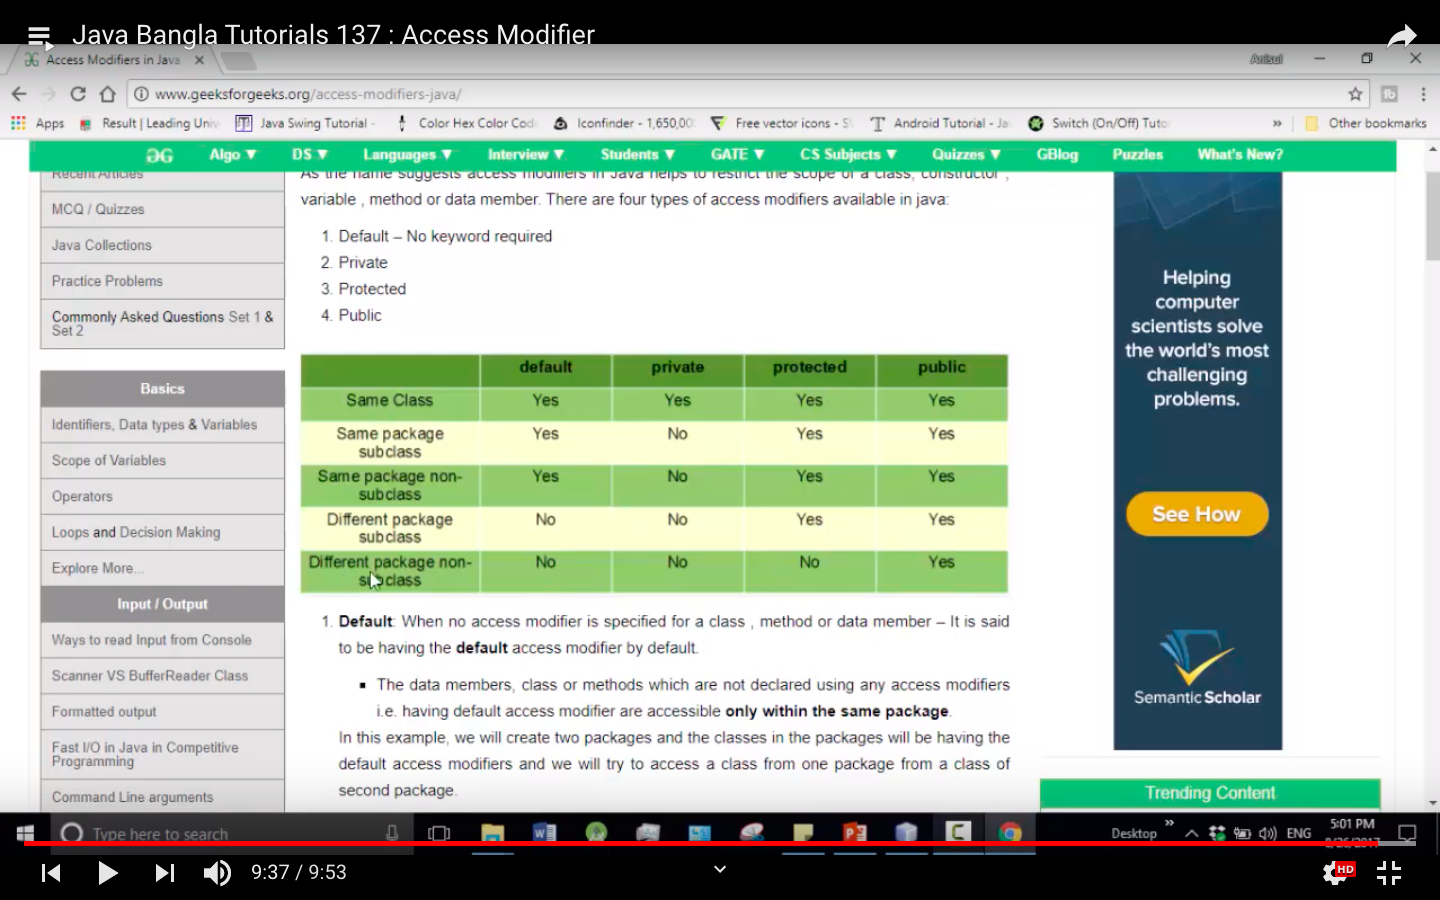 Java Bangla Tutorials 137 : Access Modifier
Access Modifiers in Java
Anisul
www.geeksforgeeks.org/access-modifiers-java/
Apps Result | Leading Univ Java Swing Tutorial - Color Hex Color Code Iconfinder - 1,650,00 Free vector icons - SV Android Tutorial - Ja Switch (On/Off) Tutor » Other bookmarks
Algo ▼ DS ▼ Languages ▼ Interview ▼ Students ▼ GATE ▼ CS Subjects ▼ Quizzes ▼ GBlog Puzzles What's New?
Recent Articles
MCQ / Quizzes
Java Collections
Practice Problems
Commonly Asked Questions Set 1 &
Set 2
Basics
Identifiers, Data types & Variables
Scope of Variables
Operators
Loops and Decision Making
Explore More...
Input / Output
Ways to read Input from Console
Scanner VS BufferReader Class
Formatted output
Fast I/O in Java in Competitive
Programming
Command Line arguments
As the name suggests access modifiers in Java helps to restrict the scope of a class, constructor ,
variable , method or data member. There are four types of access modifiers available in java:
1. Default – No keyword required
2. Private
3. Protected
4. Public
default private protected public
Same Class Yes Yes Yes Yes
Same package
subclass Yes No Yes Yes
Same package non-
subclass Yes No Yes Yes
Different package
subclass No No Yes Yes
Different package non-
subclass No No No Yes
1. Default: When no access modifier is specified for a class , method or data member – It is said
to be having the default access modifier by default.
▪ The data members, class or methods which are not declared using any access modifiers
i.e. having default access modifier are accessible only within the same package.
In this example, we will create two packages and the classes in the packages will be having the
default access modifiers and we will try to access a class from one package from a class of
second package.
Helping
computer
scientists solve
the world's most
challenging
problems.
See How
Semantic Scholar
Trending Content
Type here to search
Desktop » ENG 5:01 PM
9:37 / 9:53
HD